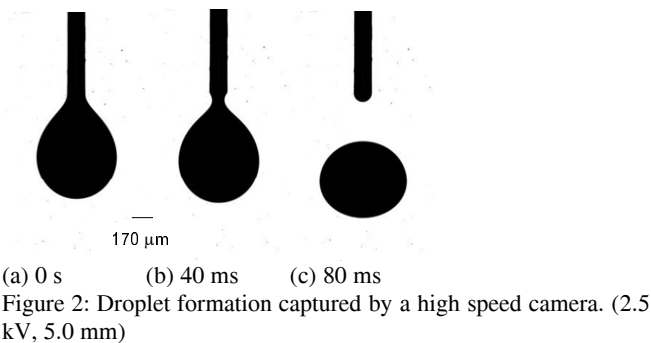 170 μm
(a) 0 s (b) 40 ms (c) 80 ms
Figure 2: Droplet formation captured by a high speed camera. (2.5
kV, 5.0 mm)